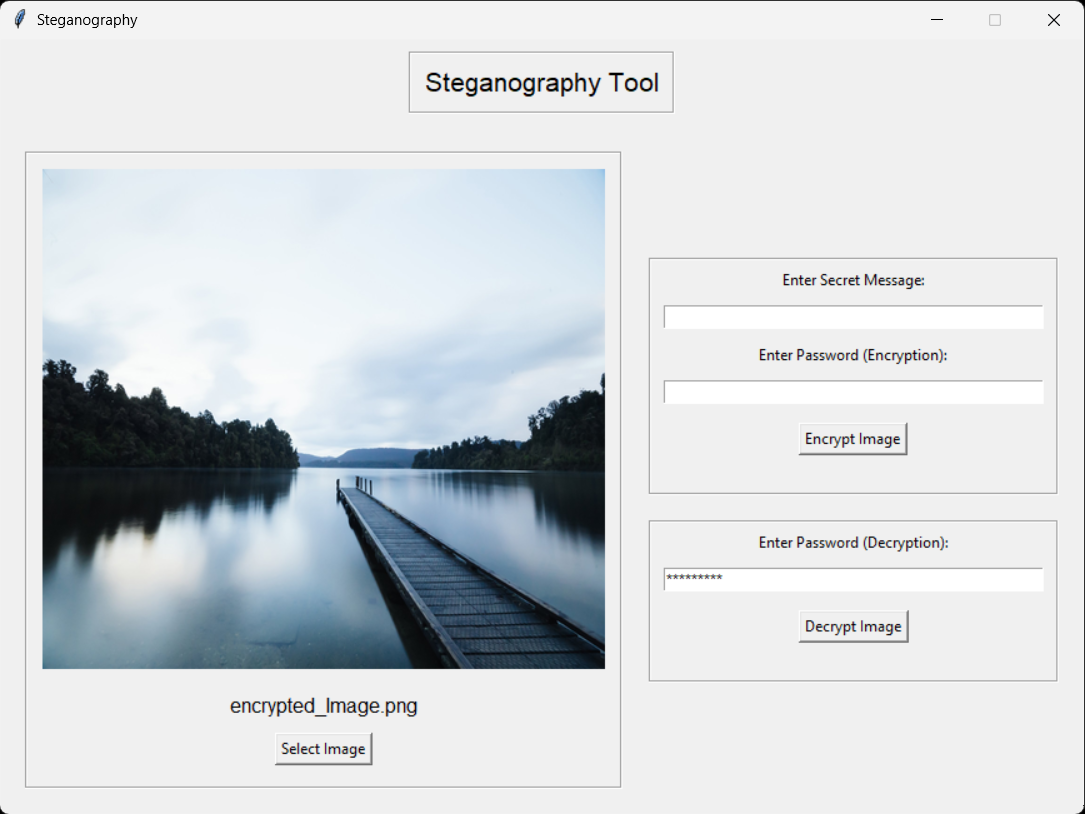 Steganography
Steganography Tool
encrypted_Image.png
Select Image
Enter Secret Message:
Enter Password (Encryption):
Encrypt Image
Enter Password (Decryption):
*********
Decrypt Image